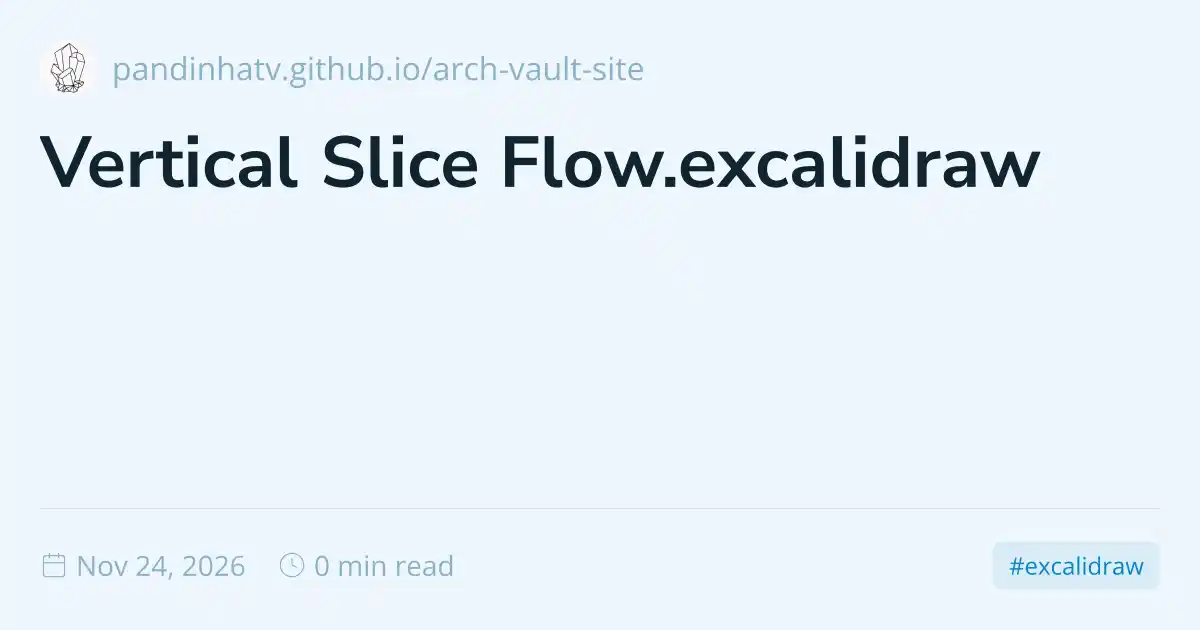 pandinhatv.github.io/arch-vault-site
Vertical Slice Flow.excalidraw
Nov 24, 2026 0 min read #excalidraw